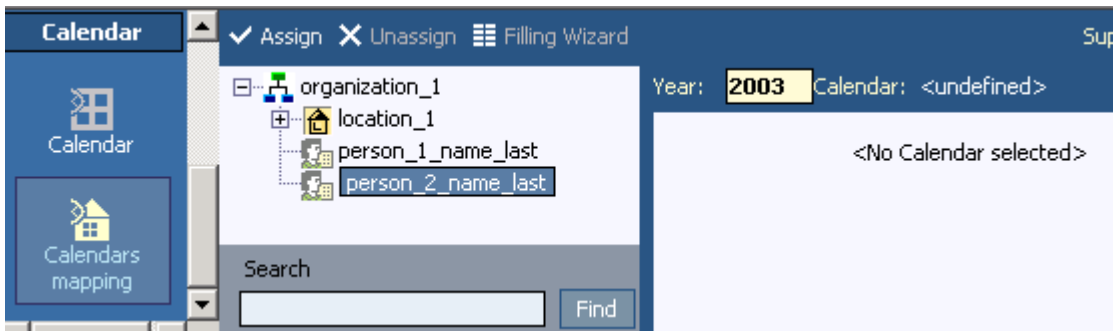 Calendar
Calendar
Calendars
mapping
Assign Unassign Filling Wizard
organization_1
location_1
person_1_name_last
person_2_name_last
Search
Find
Sup
Year: 2003 Calendar: <undefined>
<No Calendar selected>